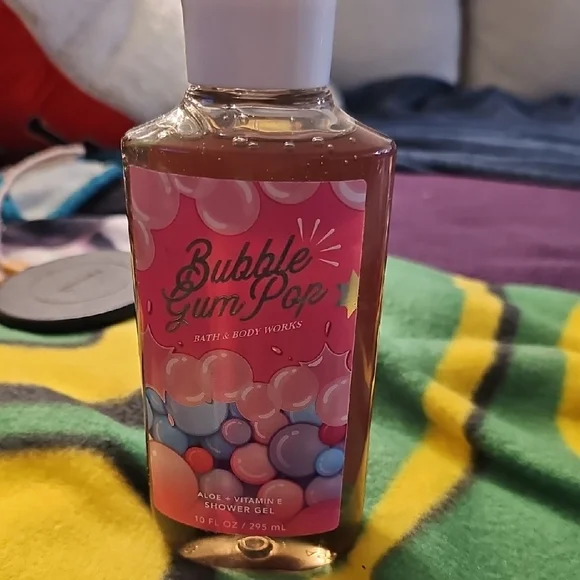 Bubble
Gum Pop
BATH & BODY WORKS
ALOE + VITAMIN E
SHOWER GEL
10 FL OZ / 295 mL